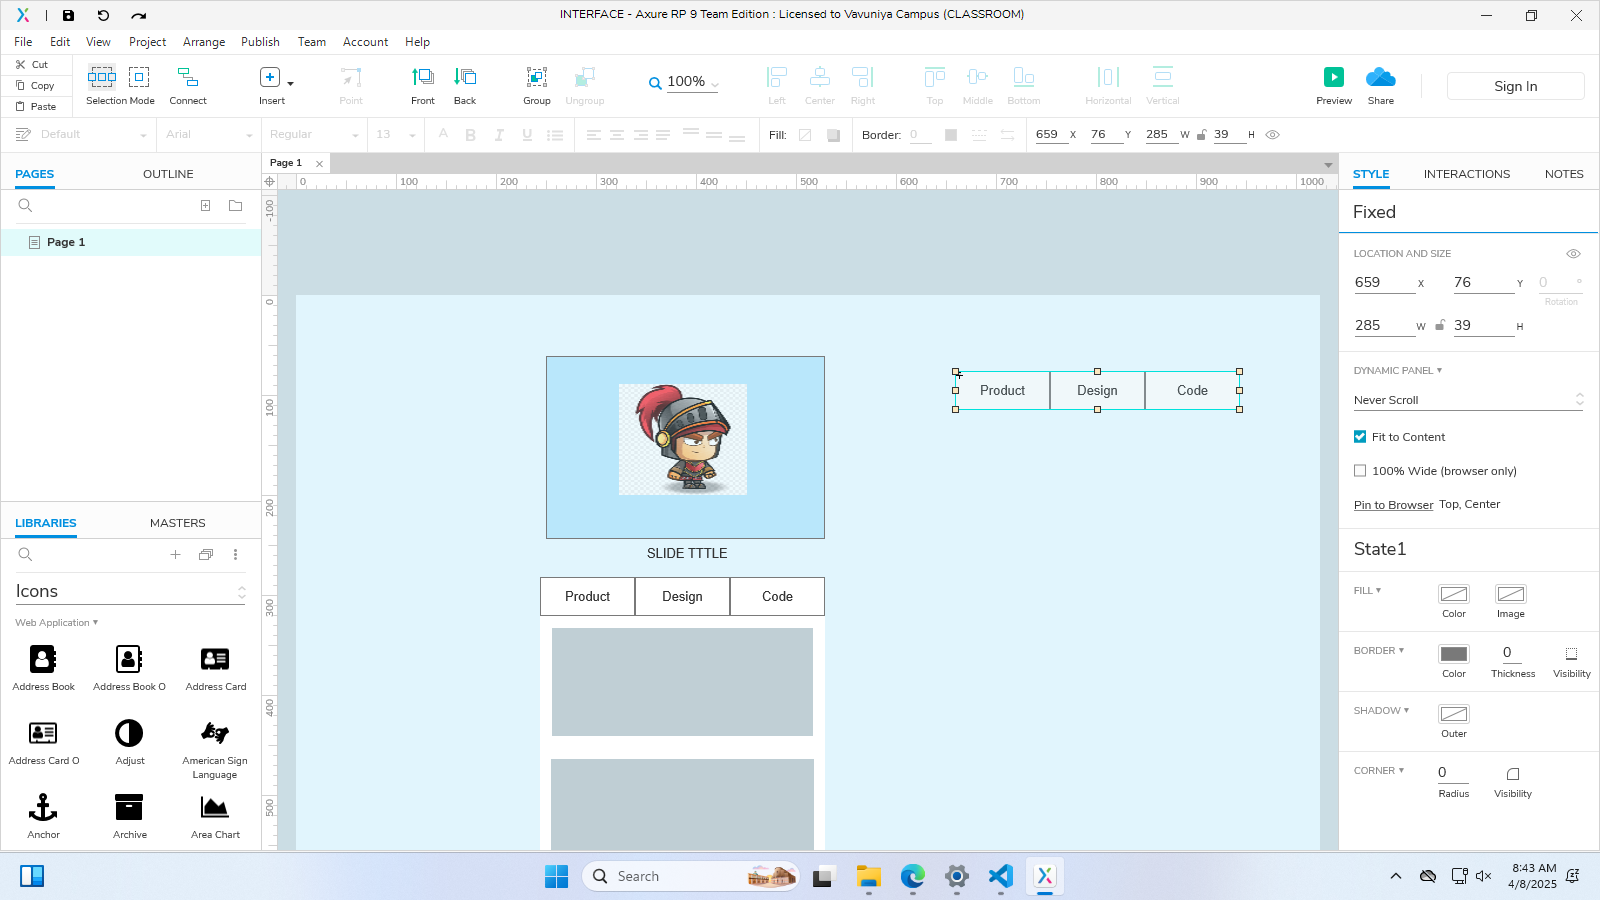 INTERFACE - Axure RP 9 Team Edition : Licensed to Vavuniya Campus (CLASSROOM)
File Edit View Project Arrange Publish Team Account Help
Cut
Copy
Paste
Selection Mode Connect Insert Point Front Back Group Ungroup 100% Left Center Right Top Middle Bottom Horizontal Vertical Preview Share Sign In
Default Arial Regular 13 A B I U Fill: Border: 0 659 X 76 Y 285 W 39 H
PAGES OUTLINE
Page 1
Page 1
0 100 200 300 400 500 600 700 800 900 1000
-100
0
100
200
300
400
500
Product Design Code
SLIDE TTTLE
Product Design Code
LIBRARIES MASTERS
Icons
Web Application
Address Book Address Book O Address Card
Address Card O Adjust American Sign Language
Anchor Archive Area Chart
STYLE INTERACTIONS NOTES
Fixed
LOCATION AND SIZE
659 X 76 Y 0 °
Rotation
285 W 39 H
DYNAMIC PANEL
Never Scroll
Fit to Content
100% Wide (browser only)
Pin to Browser Top, Center
State1
FILL
Color Image
BORDER 0
Color Thickness Visibility
SHADOW
Outer
CORNER 0
Radius Visibility
Search
8:43 AM
4/8/2025